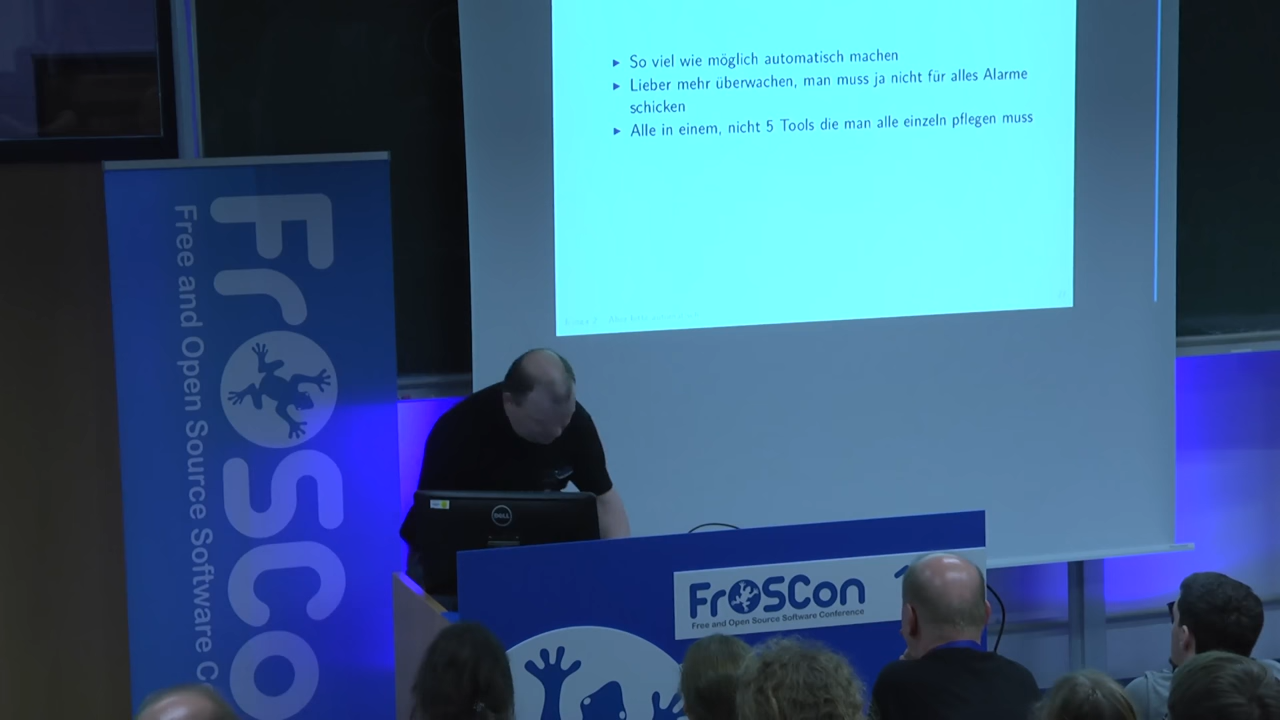 ▶ So viel wie möglich automatisch machen
▶ Lieber mehr überwachen, man muss ja nicht für alles Alarme
schicken
▶ Alle in einem, nicht 5 Tools die man alle einzeln pflegen muss
FrOSCo
Free and Open Source Software C
DELL
FrOSCon
Free and Open Source Software Conference